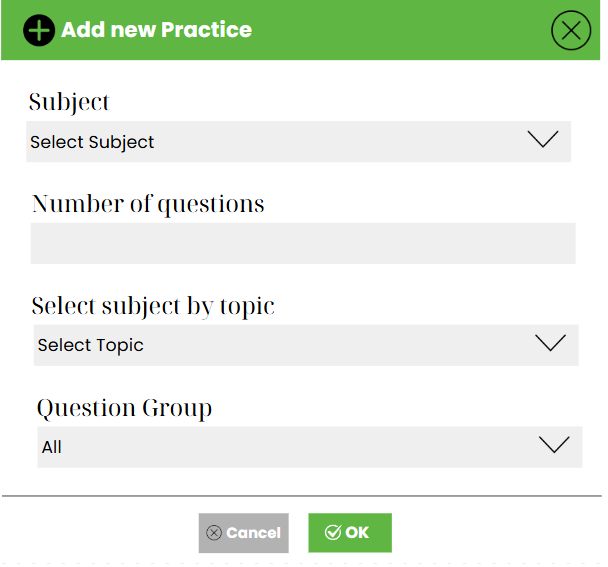 Add new Practice
Subject
Select Subject
Number of questions
Select subject by topic
Select Topic
Question Group
All
Cancel
OK